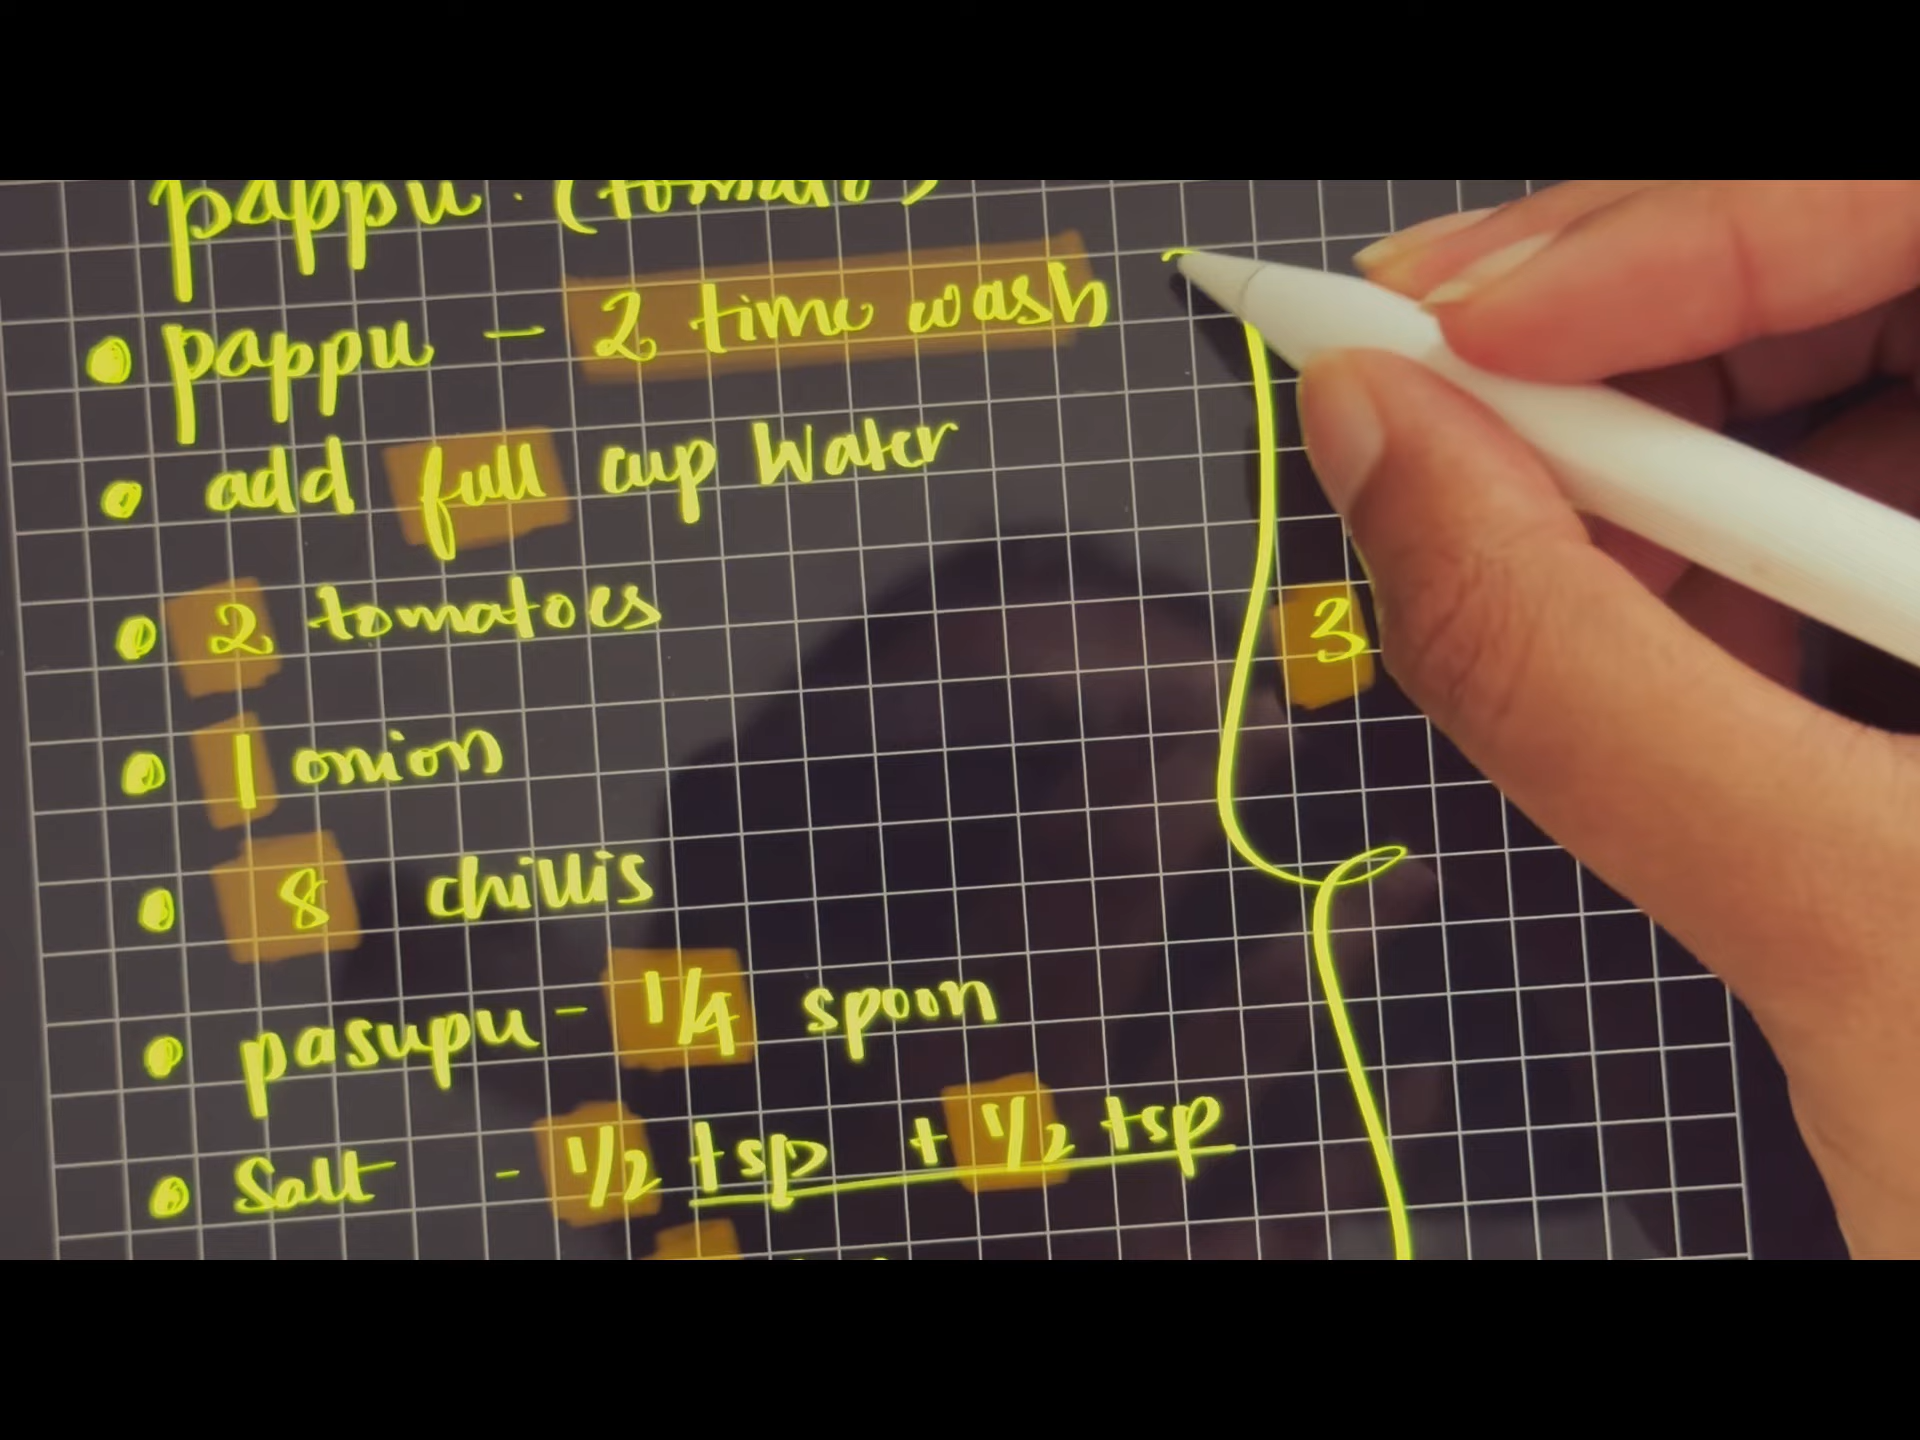 pappu. (tomato)
• pappu - 2 time wash
• add full cup Water
• 2 tomatoes
• 1 onion
• 8 chillis
• pasupu - 1/4 spoon
• Salt - 1/2 tsp + 1/2 tsp
3